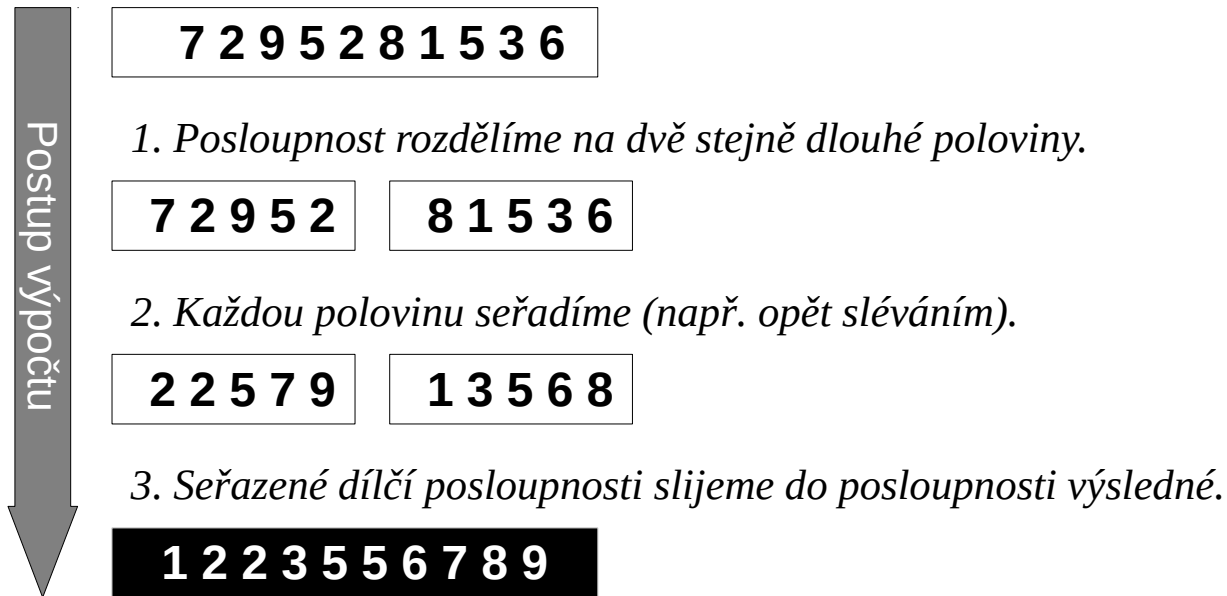 Postup výpočtu
7 2 9 5 2 8 1 5 3 6
1. Posloupnost rozdělíme na dvě stejně dlouhé poloviny.
7 2 9 5 2 8 1 5 3 6
2. Každou polovinu seřadíme (např. opět sléváním).
2 2 5 7 9 1 3 5 6 8
3. Seřazené dílčí posloupnosti slijeme do posloupnosti výsledné.
1 2 2 3 5 5 6 7 8 9